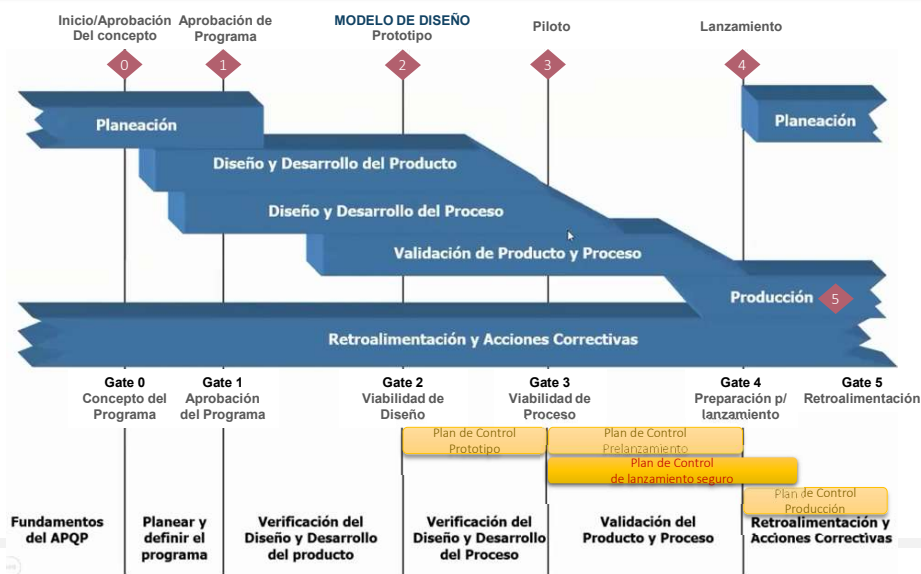 Inicio/Aprobación
Del concepto
Aprobación de
Programa
MODELO DE DISEÑO
Prototipo
Piloto
Lanzamiento
0
1
2
3
4
Planeación
Planeación
Diseño y Desarrollo del Producto
Diseño y Desarrollo del Proceso
Validación de Producto y Proceso
Producción
5
Retroalimentación y Acciones Correctivas
Gate 0
Concepto del
Programa
Gate 1
Aprobación
del Programa
Gate 2
Viabilidad de
Diseño
Gate 3
Viabilidad de
Proceso
Gate 4
Preparación p/
lanzamiento
Gate 5
Retroalimentación
Plan de Control
Prototipo
Plan de Control
Prelanzamiento
Plan de Control
de lanzamiento seguro
Plan de Control
Producción
Fundamentos
del APQP
Planear y
definir el
programa
Verificación del
Diseño y Desarrollo
del producto
Verificación del
Diseño y Desarrollo
del Proceso
Validación del
Producto y Proceso
Retroalimentación y
Acciones Correctivas